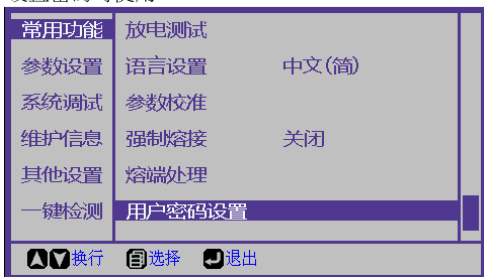 常用功能 放电测试
参数设置 语言设置 中文(简)
系统调试 参数校准
维护信息 强制熔接 关闭
其他设置 熔端处理
一键检测 用户密码设置
换行 选择 退出